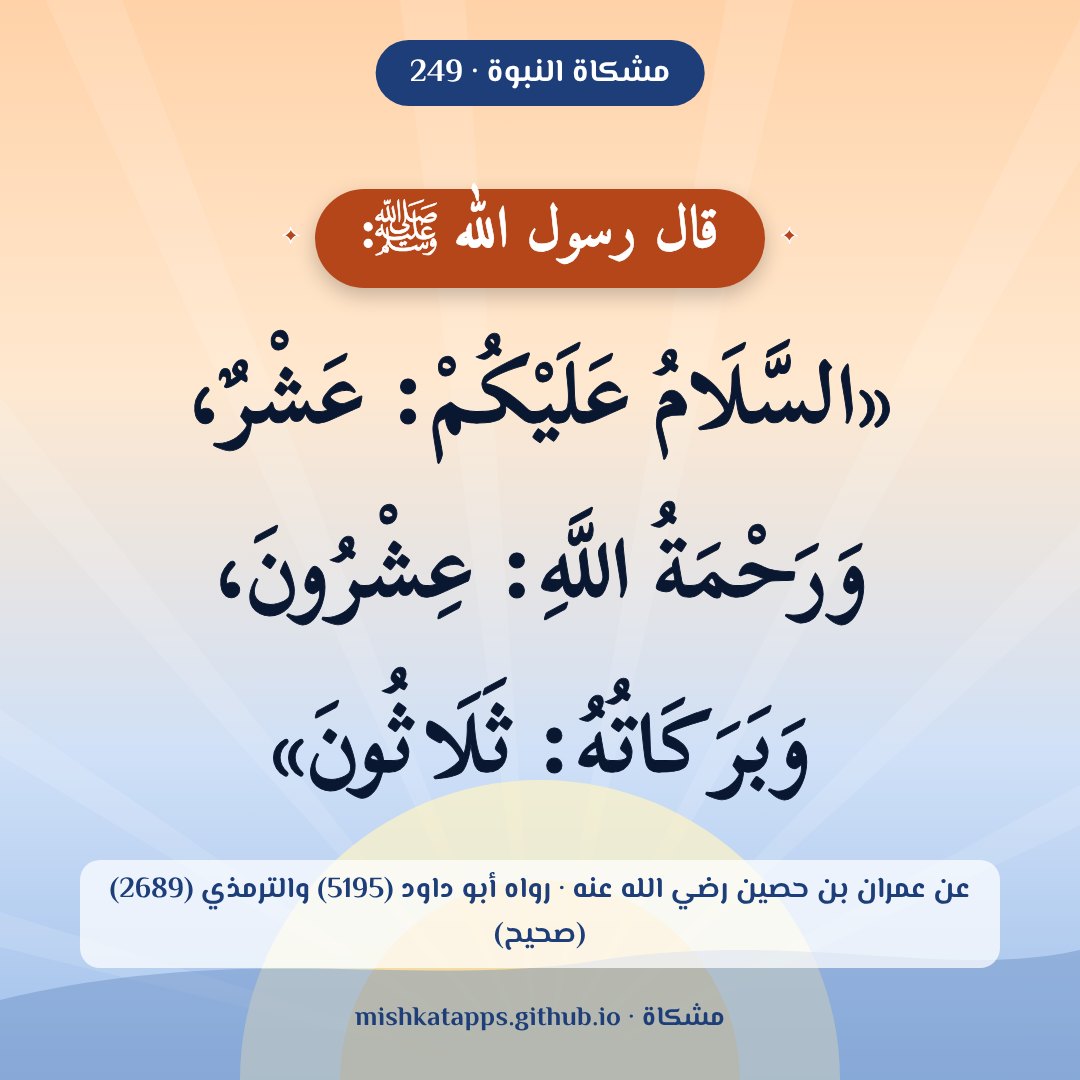 مشكاة النبوة · 249
قال رسول الله ﷺ:
«السَّلَامُ عَلَيْكُمْ: عَشْرٌ،
وَرَحْمَةُ اللَّهِ: عِشْرُونَ،
وَبَرَكَاتُهُ: ثَلَاثُونَ»
عن عمران بن حصين رضي الله عنه · رواه أبو داود (5195) والترمذي (2689)
(صحيح)
مشكاة · mishkatapps.github.io